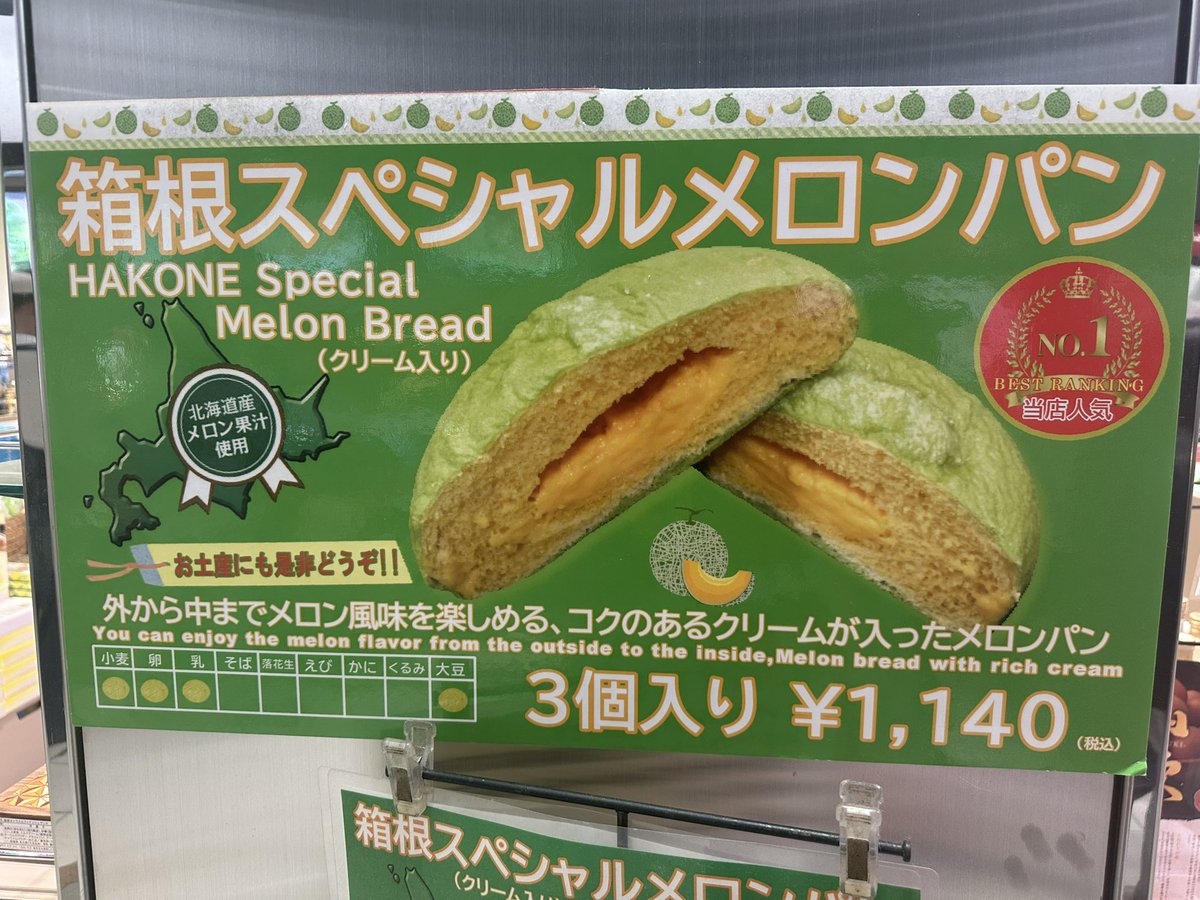 箱根スペシャルメロンパン
HAKONE Special
Melon Bread
(クリーム入り)
北海道産
メロン果汁
使用
NO.1
BEST RANKING
当店人気
お土産にも是非どうぞ!!
外から中までメロン風味を楽しめる、コクのあるクリームが入ったメロンパン
You can enjoy the melon flavor from the outside to the inside,Melon bread with rich cream
小麦 卵 乳 そば 落花生 えび かに くるみ 大豆
3個入り ¥1,140 (税込)
箱根スペシャルメロンパ
(クリーム入り